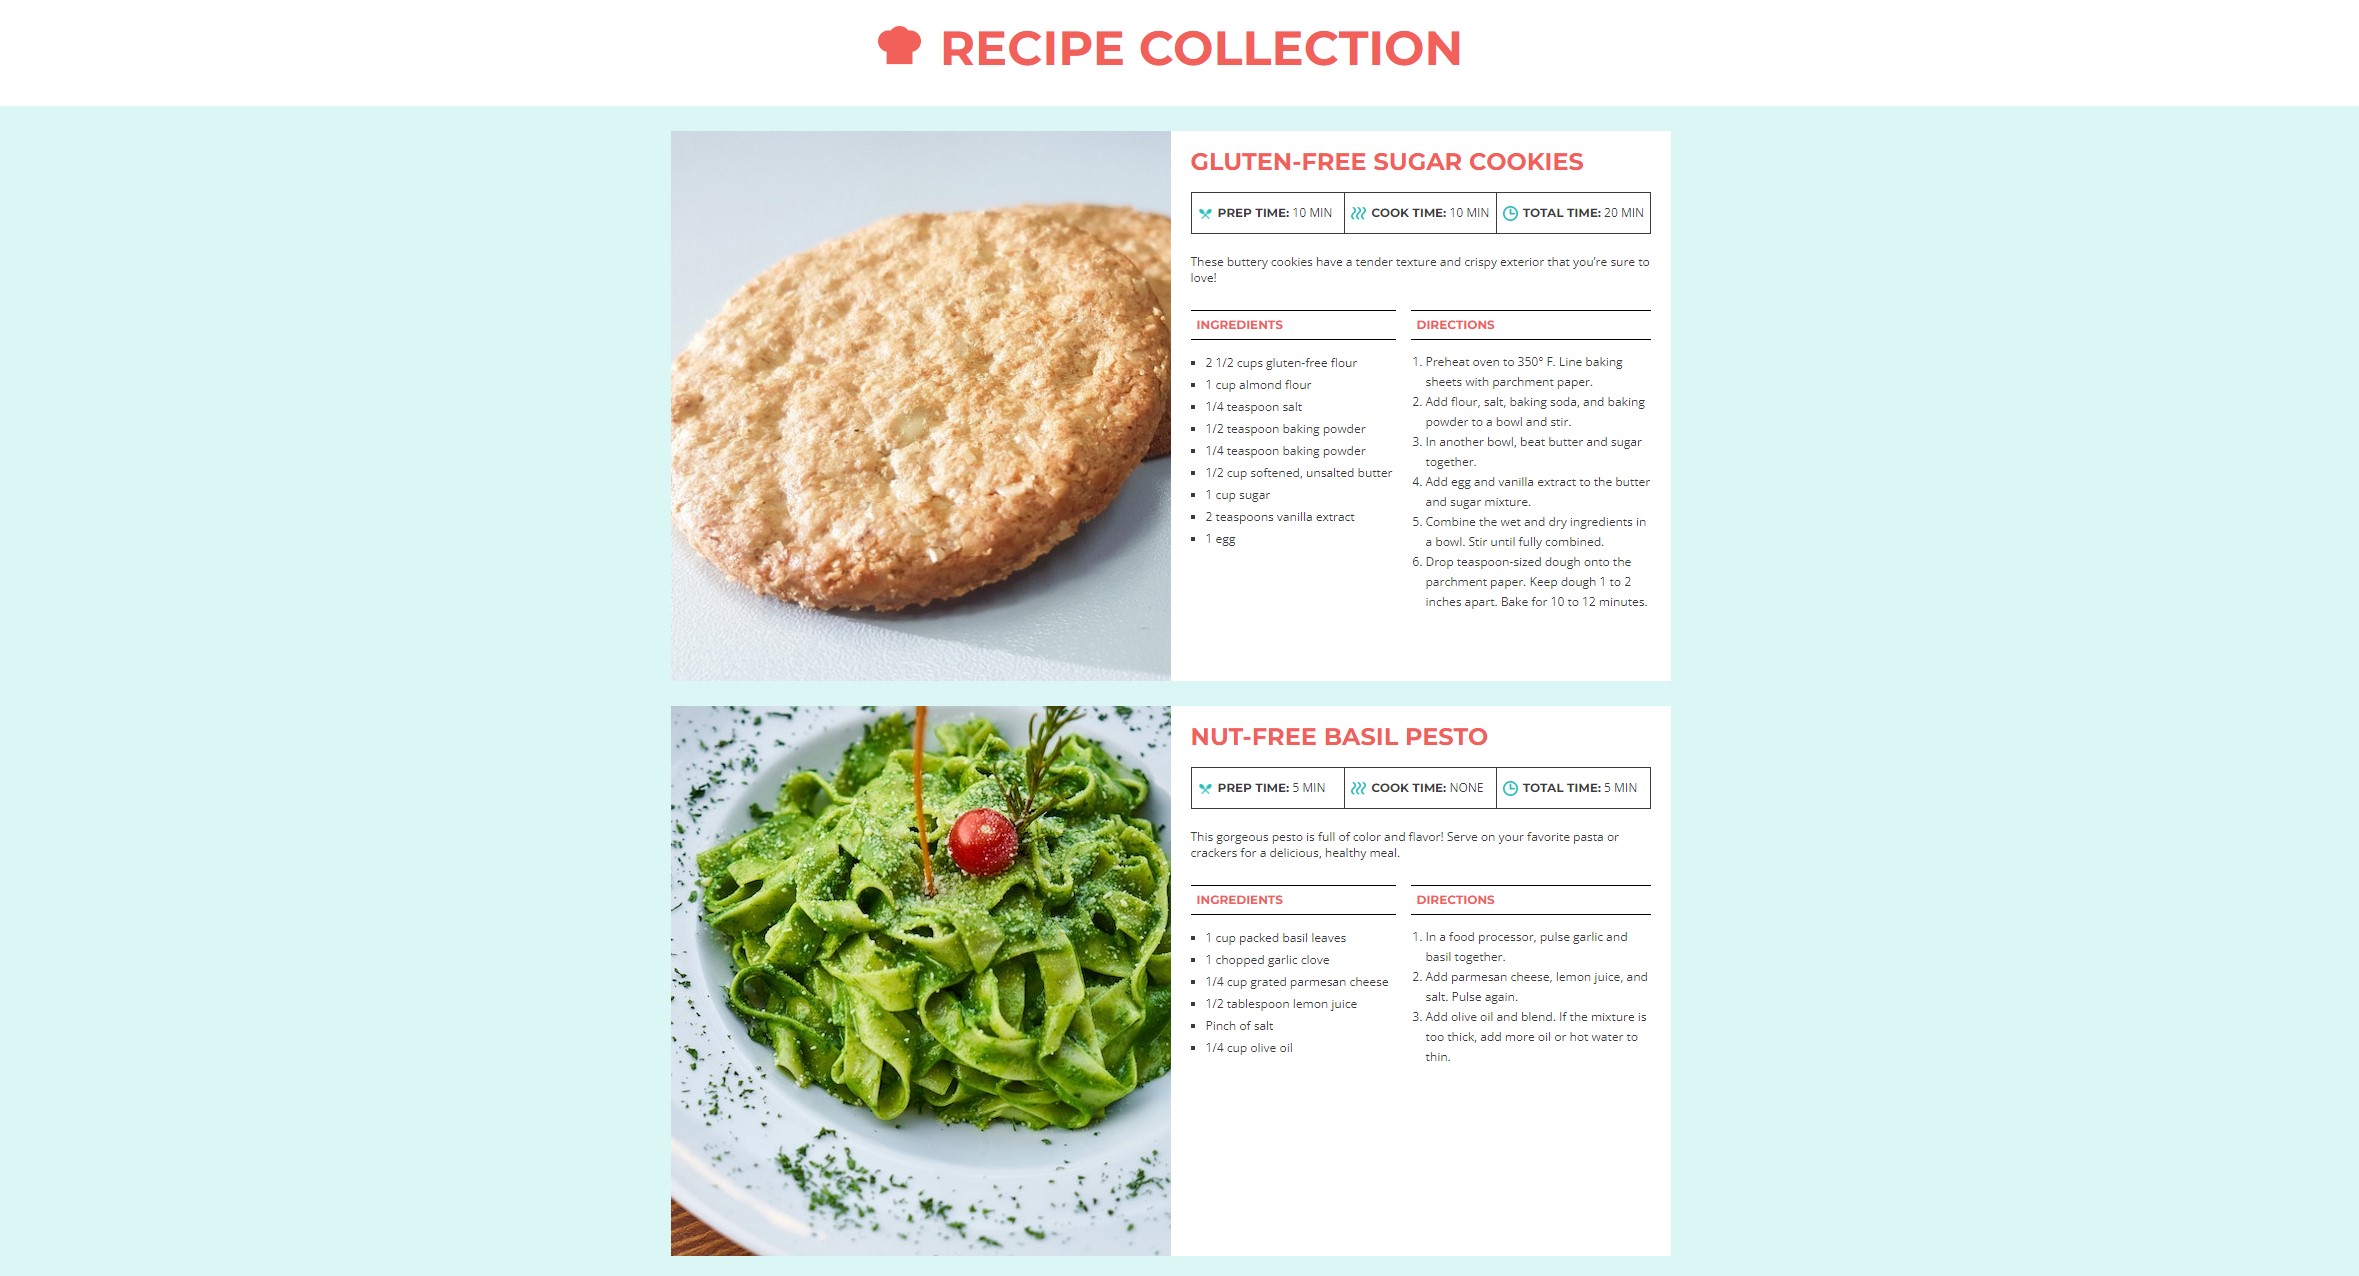 RECIPE COLLECTION
GLUTEN-FREE SUGAR COOKIES
PREP TIME: 10 MIN
COOK TIME: 10 MIN
TOTAL TIME: 20 MIN
These buttery cookies have a tender texture and crispy exterior that you’re sure to
love!
INGREDIENTS
2 1/2 cups gluten-free flour
1 cup almond flour
1/4 teaspoon salt
1/2 teaspoon baking powder
1/4 teaspoon baking powder
1/2 cup softened, unsalted butter
1 cup sugar
2 teaspoons vanilla extract
1 egg
DIRECTIONS
1. Preheat oven to 350° F. Line baking
sheets with parchment paper.
2. Add flour, salt, baking soda, and baking
powder to a bowl and stir.
3. In another bowl, beat butter and sugar
together.
4. Add egg and vanilla extract to the butter
and sugar mixture.
5. Combine the wet and dry ingredients in
a bowl. Stir until fully combined.
6. Drop teaspoon-sized dough onto the
parchment paper. Keep dough 1 to 2
inches apart. Bake for 10 to 12 minutes.
NUT-FREE BASIL PESTO
PREP TIME: 5 MIN
COOK TIME: NONE
TOTAL TIME: 5 MIN
This gorgeous pesto is full of color and flavor! Serve on your favorite pasta or
crackers for a delicious, healthy meal.
INGREDIENTS
1 cup packed basil leaves
1 chopped garlic clove
1/4 cup grated parmesan cheese
1/2 tablespoon lemon juice
Pinch of salt
1/4 cup olive oil
DIRECTIONS
1. In a food processor, pulse garlic and
basil together.
2. Add parmesan cheese, lemon juice, and
salt. Pulse again.
3. Add olive oil and blend. If the mixture is
too thick, add more oil or hot water to
thin.